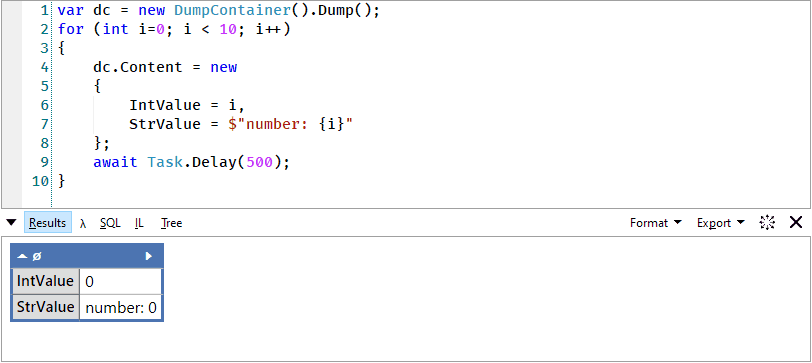 1 var dc = new DumpContainer().Dump();
2 for (int i=0; i < 10; i++)
3 {
4     dc.Content = new
5     {
6         IntValue = i,
7         StrValue = $"number: {i}"
8     };
9     await Task.Delay(500);
10 }
Results λ SQL IL Tree Format Export
ø
IntValue 0
StrValue number: 0